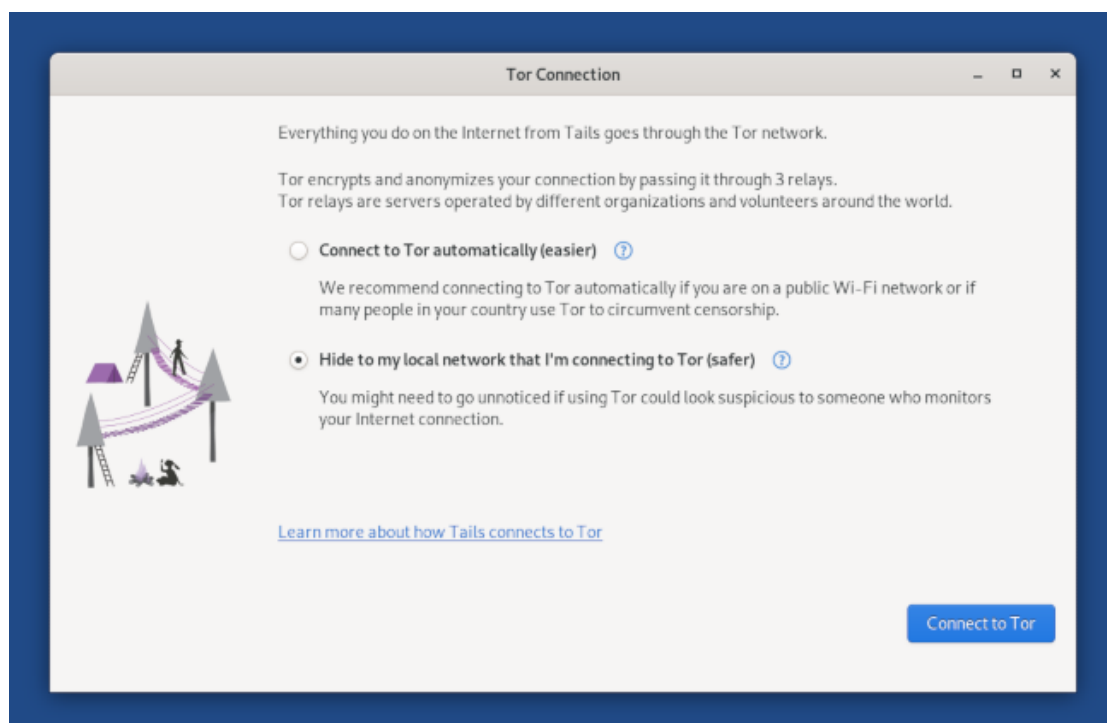 Tor Connection
Everything you do on the Internet from Tails goes through the Tor network.
Tor encrypts and anonymizes your connection by passing it through 3 relays.
Tor relays are servers operated by different organizations and volunteers around the world.
Connect to Tor automatically (easier) ?
We recommend connecting to Tor automatically if you are on a public Wi-Fi network or if
many people in your country use Tor to circumvent censorship.
Hide to my local network that I'm connecting to Tor (safer) ?
You might need to go unnoticed if using Tor could look suspicious to someone who monitors
your Internet connection.
Learn more about how Tails connects to Tor
Connect to Tor